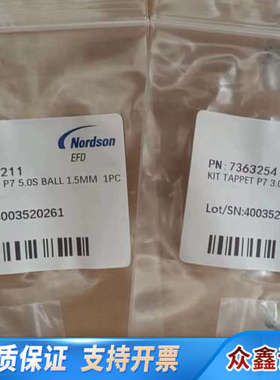 Nordson
EFD
211
P7 5.0S BALL 1.5MM 1PC
4003520261
PN: 7363254
KIT TAPPET P7 3.0
Lot/SN:400352
质保证 支持开票 众鑫